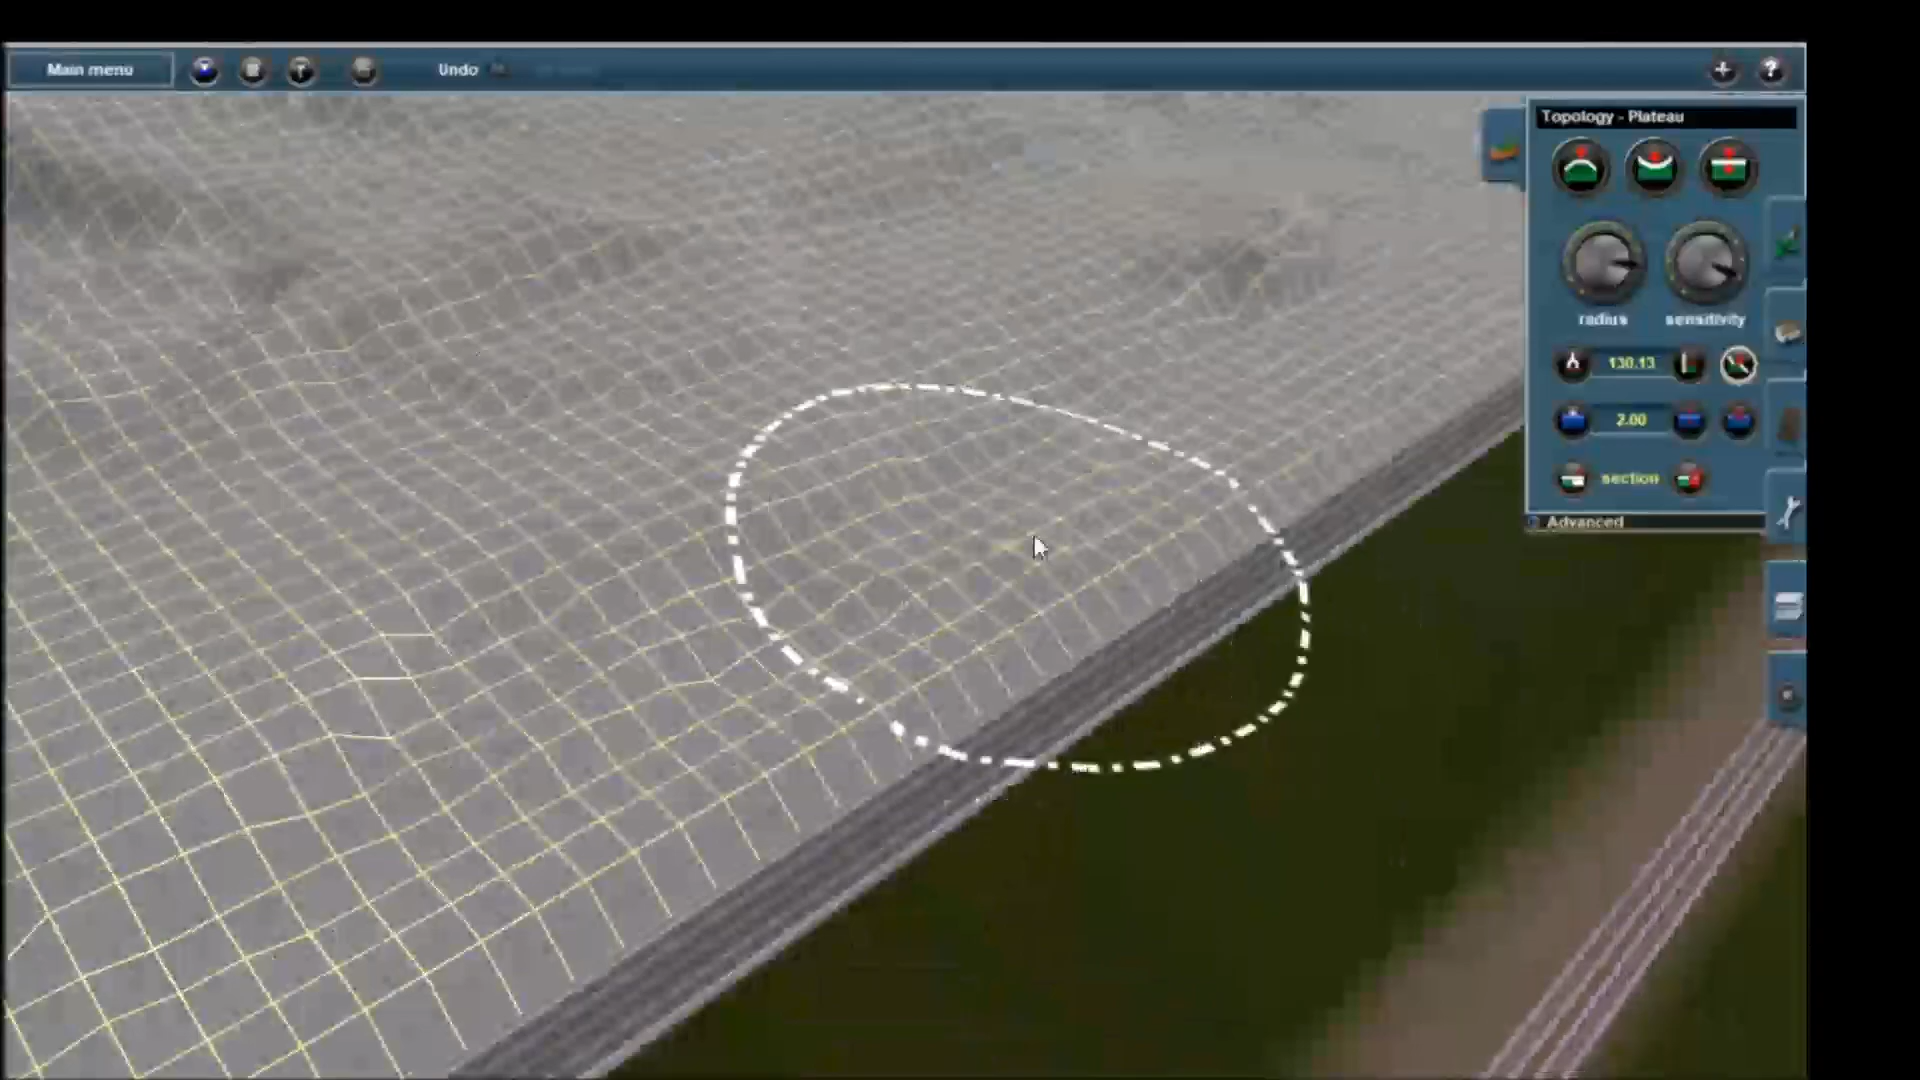 Main menu
Undo
?
Topology - Plateau
radius
sensitivity
130.13
2.00
section
Advanced